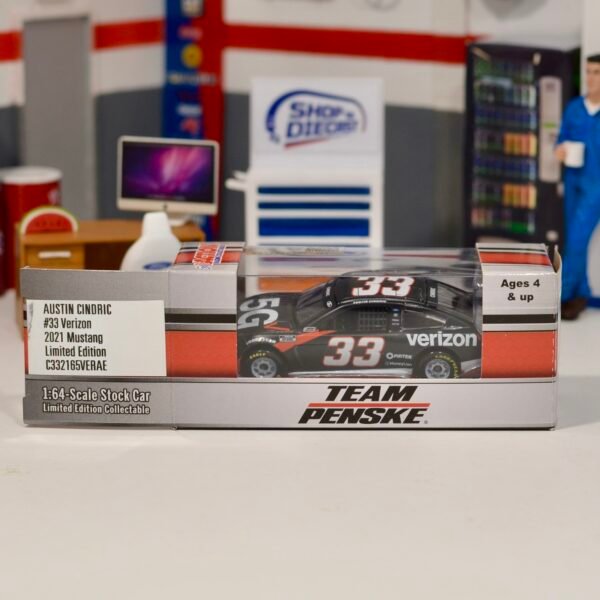 SHOP
DIECAST
AUSTIN CINDRIC
#33 Verizon
2021 Mustang
Limited Edition
C332165VERAE
1:64-Scale Stock Car
Limited Edition Collectable
Ages 4
& up
33
5G
33
verizon
TEAM
PENSKE